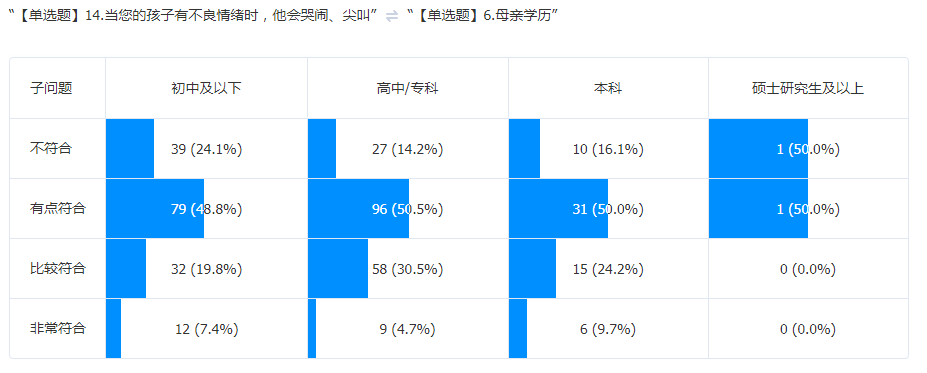 “【单选题】14.当您的孩子有不良情绪时，他会哭闹、尖叫” ⇌ “【单选题】6.母亲学历”
子问题 初中及以下 高中/专科 本科 硕士研究生及以上
不符合 39 (24.1%) 27 (14.2%) 10 (16.1%) 1 (50.0%)
有点符合 79 (48.8%) 96 (50.5%) 31 (50.0%) 1 (50.0%)
比较符合 32 (19.8%) 58 (30.5%) 15 (24.2%) 0 (0.0%)
非常符合 12 (7.4%) 9 (4.7%) 6 (9.7%) 0 (0.0%)